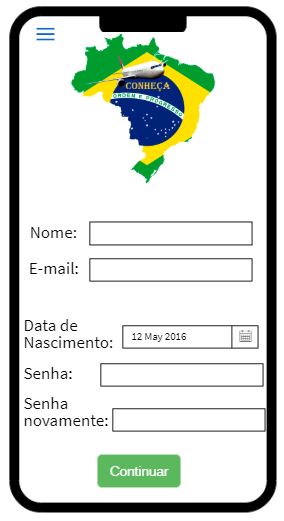 CONHEÇA
ORDEM E PROGRESSO
Nome:
E-mail:
Data de
Nascimento:
12 May 2016
Senha:
Senha
novamente:
Continuar